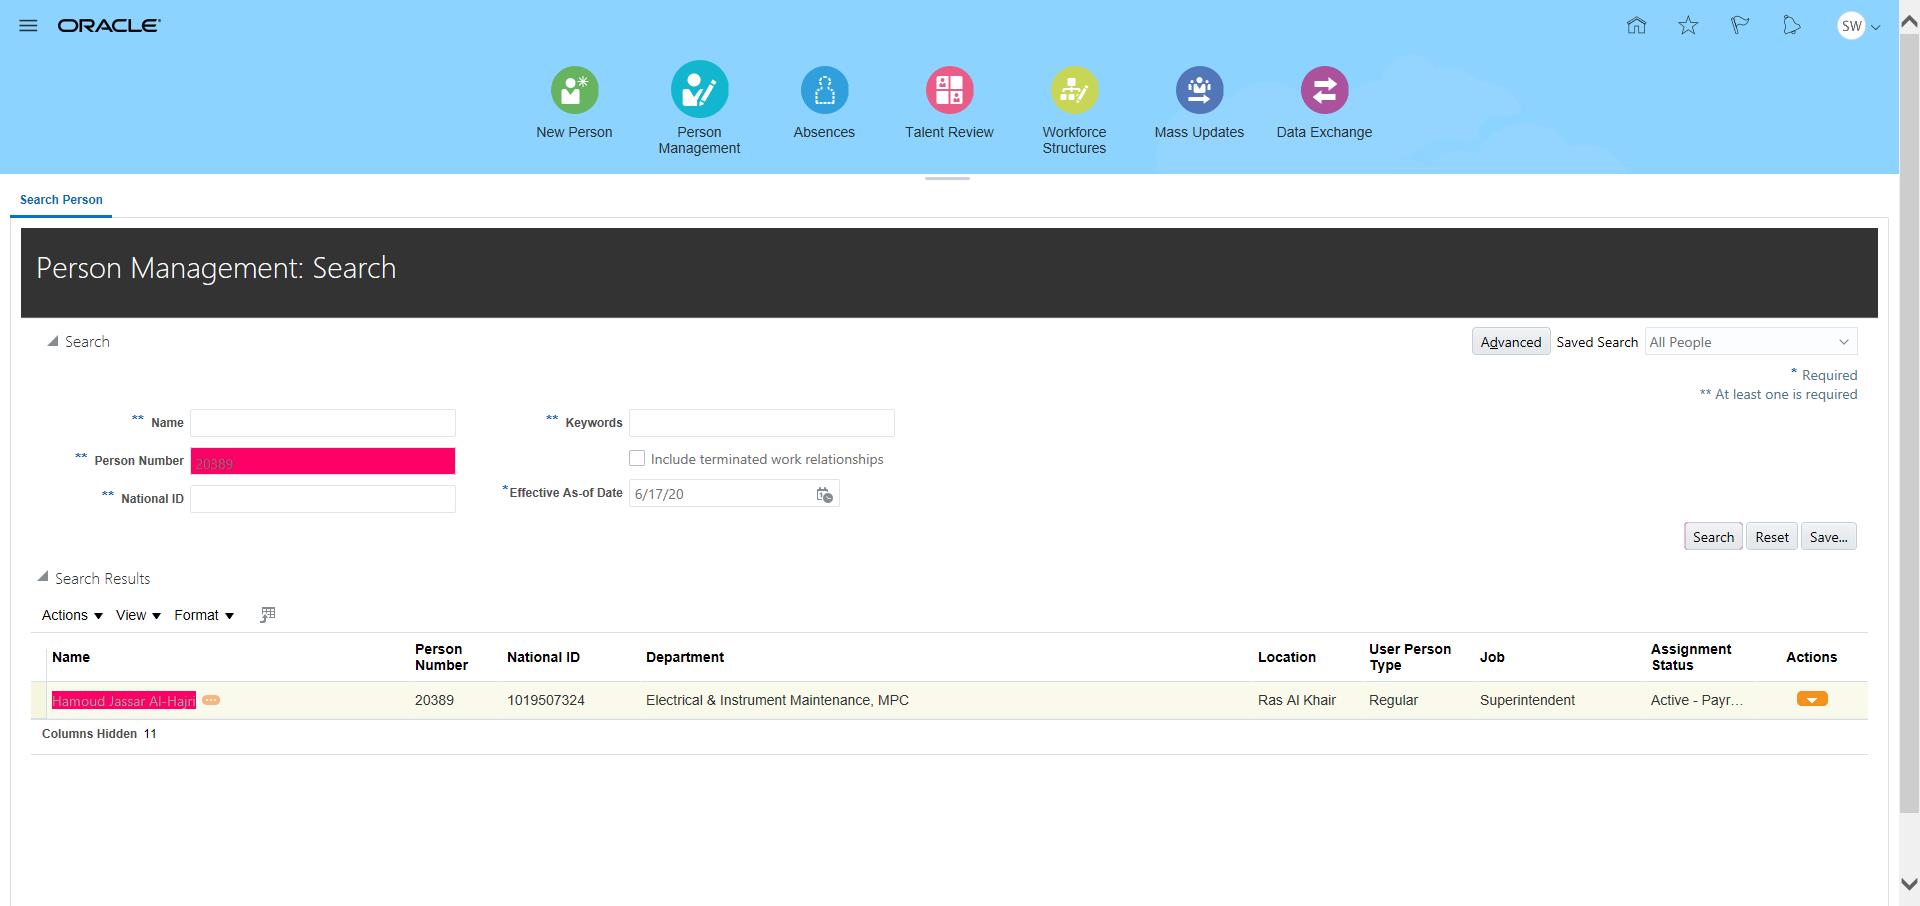 ORACLE
SW
New Person
Person Management
Absences
Talent Review
Workforce Structures
Mass Updates
Data Exchange
Search Person
Person Management: Search
Search
Advanced Saved Search All People
* Required
** At least one is required
** Name
** Keywords
** Person Number 20389
Include terminated work relationships
** National ID
*Effective As-of Date 6/17/20
Search Reset Save...
Search Results
Actions View Format
Name Person Number National ID Department Location User Person Type Job Assignment Status Actions
Hamoud Jassar Al-Hajri 20389 1019507324 Electrical & Instrument Maintenance, MPC Ras Al Khair Regular Superintendent Active - Payr...
Columns Hidden 11